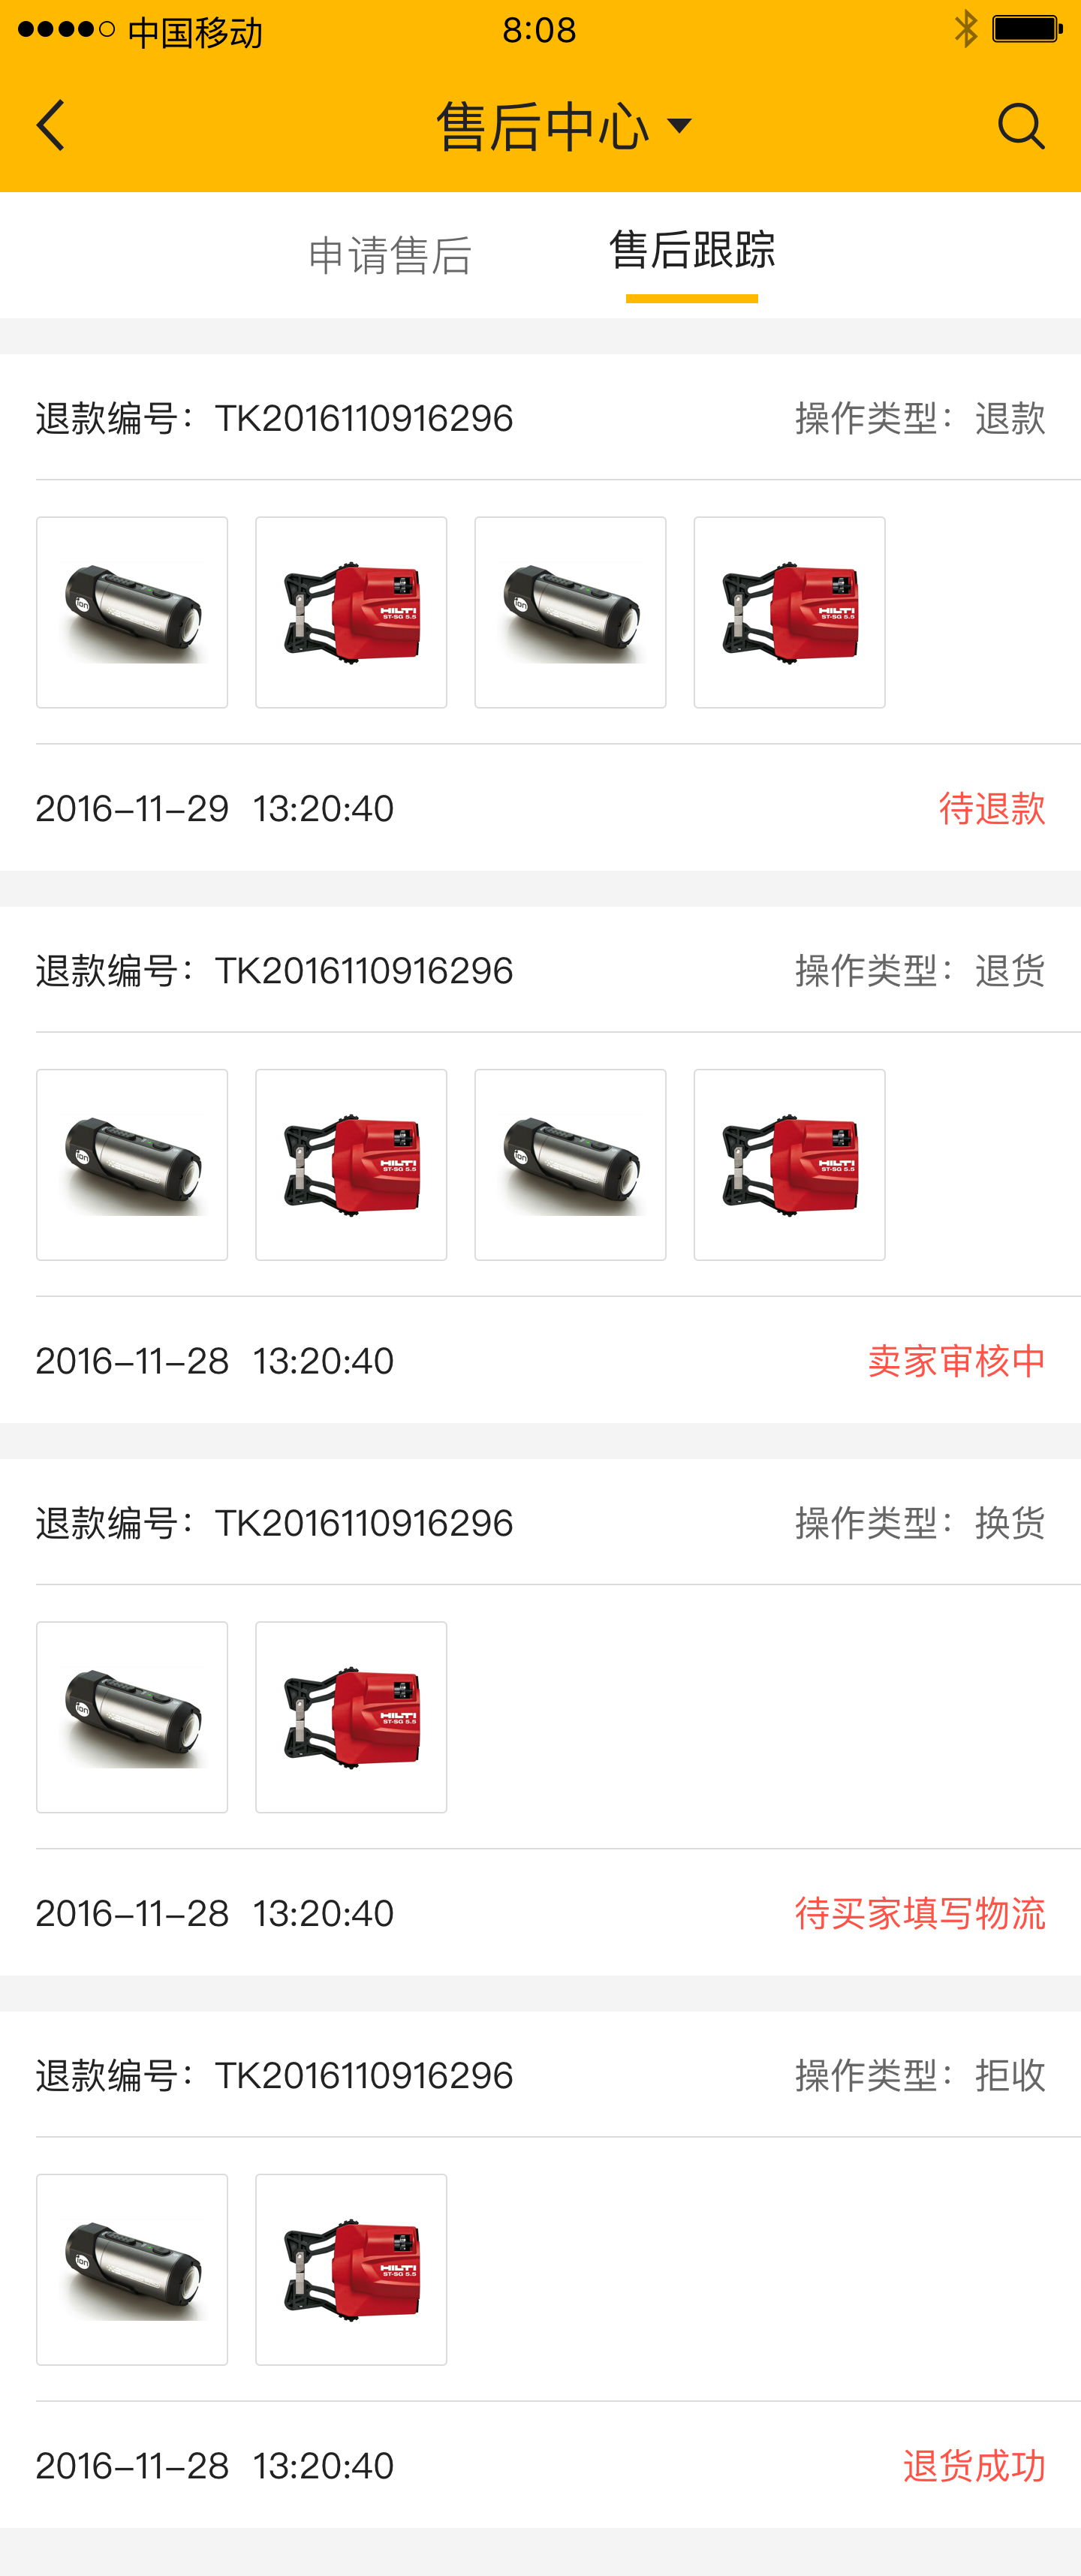 中国移动 8:08
售后中心
申请售后 售后跟踪
退款编号：TK2016110916296 操作类型：退款
ion HILTI ion HILTI
ST-SG 5.5 ST-SG 5.5
2016-11-29 13:20:40 待退款
退款编号：TK2016110916296 操作类型：退货
ion HILTI ion HILTI
ST-SG 5.5 ST-SG 5.5
2016-11-28 13:20:40 卖家审核中
退款编号：TK2016110916296 操作类型：换货
ion HILTI
ST-SG 5.5
2016-11-28 13:20:40 待买家填写物流
退款编号：TK2016110916296 操作类型：拒收
ion HILTI
ST-SG 5.5
2016-11-28 13:20:40 退货成功